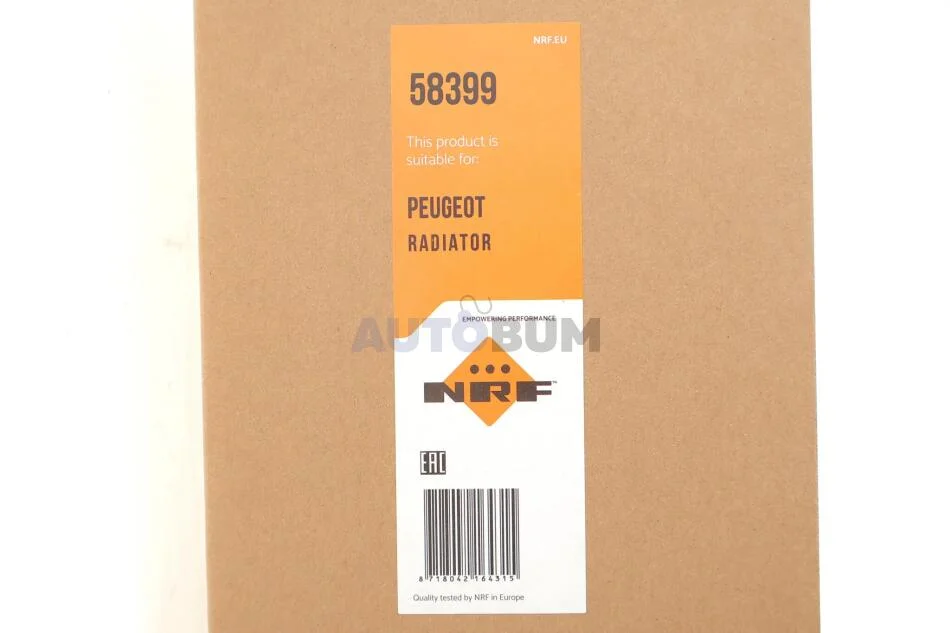 NRF.EU
58399
This product is
suitable for:
PEUGEOT
RADIATOR
EMPOWERING PERFORMANCE
AUTOBUM
NRF™
EAC
8 718042 164315
Quality tested by NRF in Europe